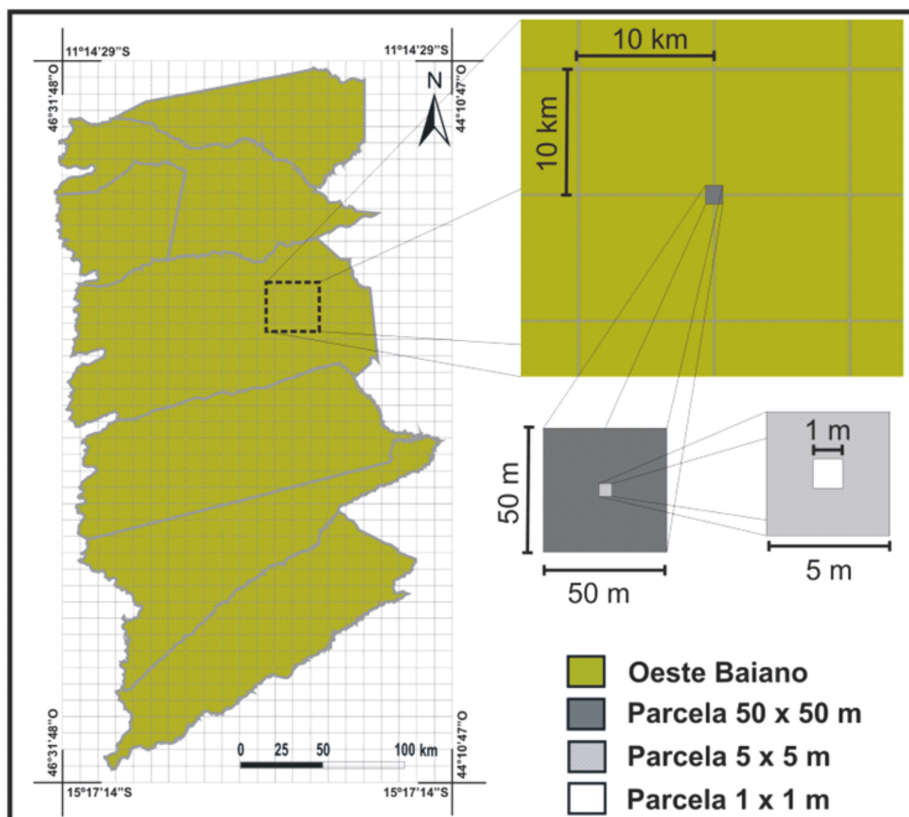 11°14'29''S
11°14'29''S
46°31'48''O
44°10'47''O
N
10 km
10 km
50 m
50 m
1 m
5 m
46°31'48''O
44°10'47''O
0 25 50 100 km
15°17'14''S
15°17'14''S
Oeste Baiano
Parcela 50 x 50 m
Parcela 5 x 5 m
Parcela 1 x 1 m